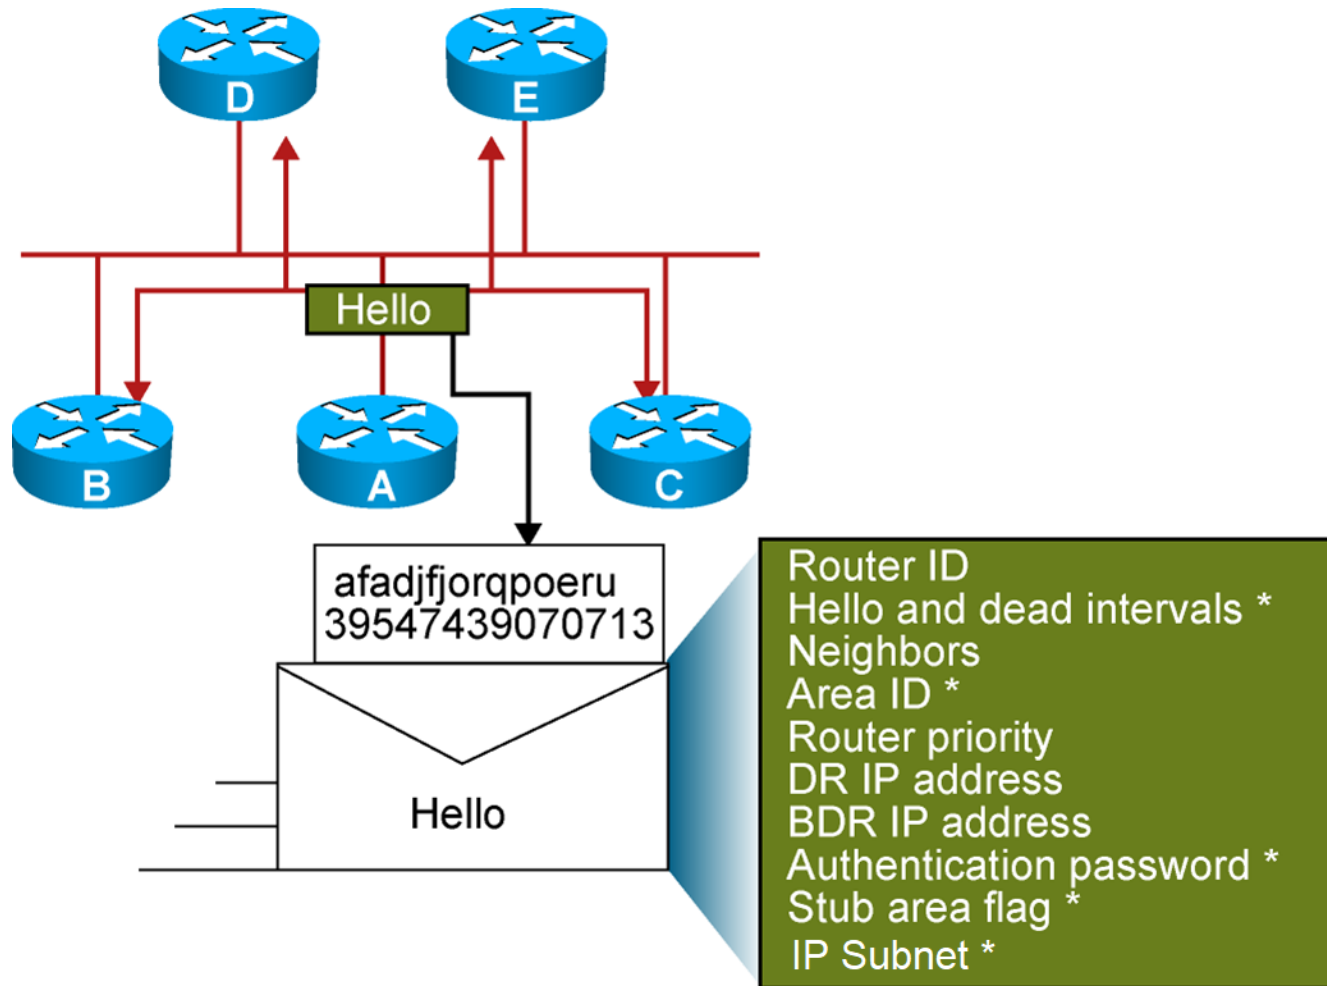 D
E
Hello
B
A
C
afadjfjorqpoeru
39547439070713
Hello
Router ID
Hello and dead intervals *
Neighbors
Area ID *
Router priority
DR IP address
BDR IP address
Authentication password *
Stub area flag *
IP Subnet *